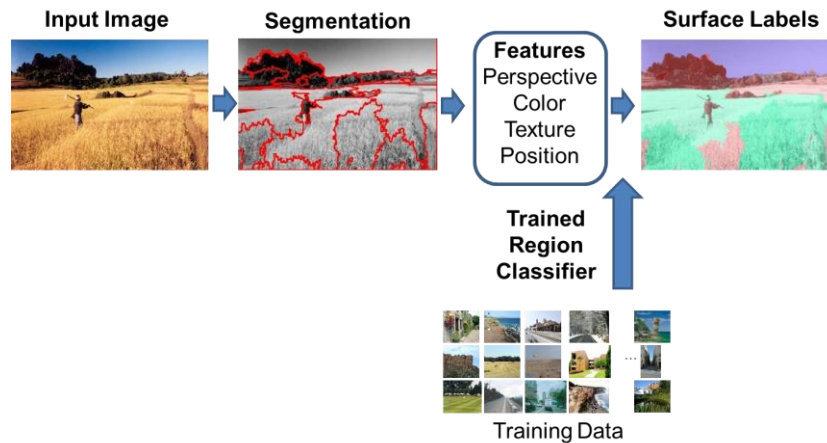 Input Image
Segmentation
Features
Perspective
Color
Texture
Position
Surface Labels
Trained
Region
Classifier
...
Training Data